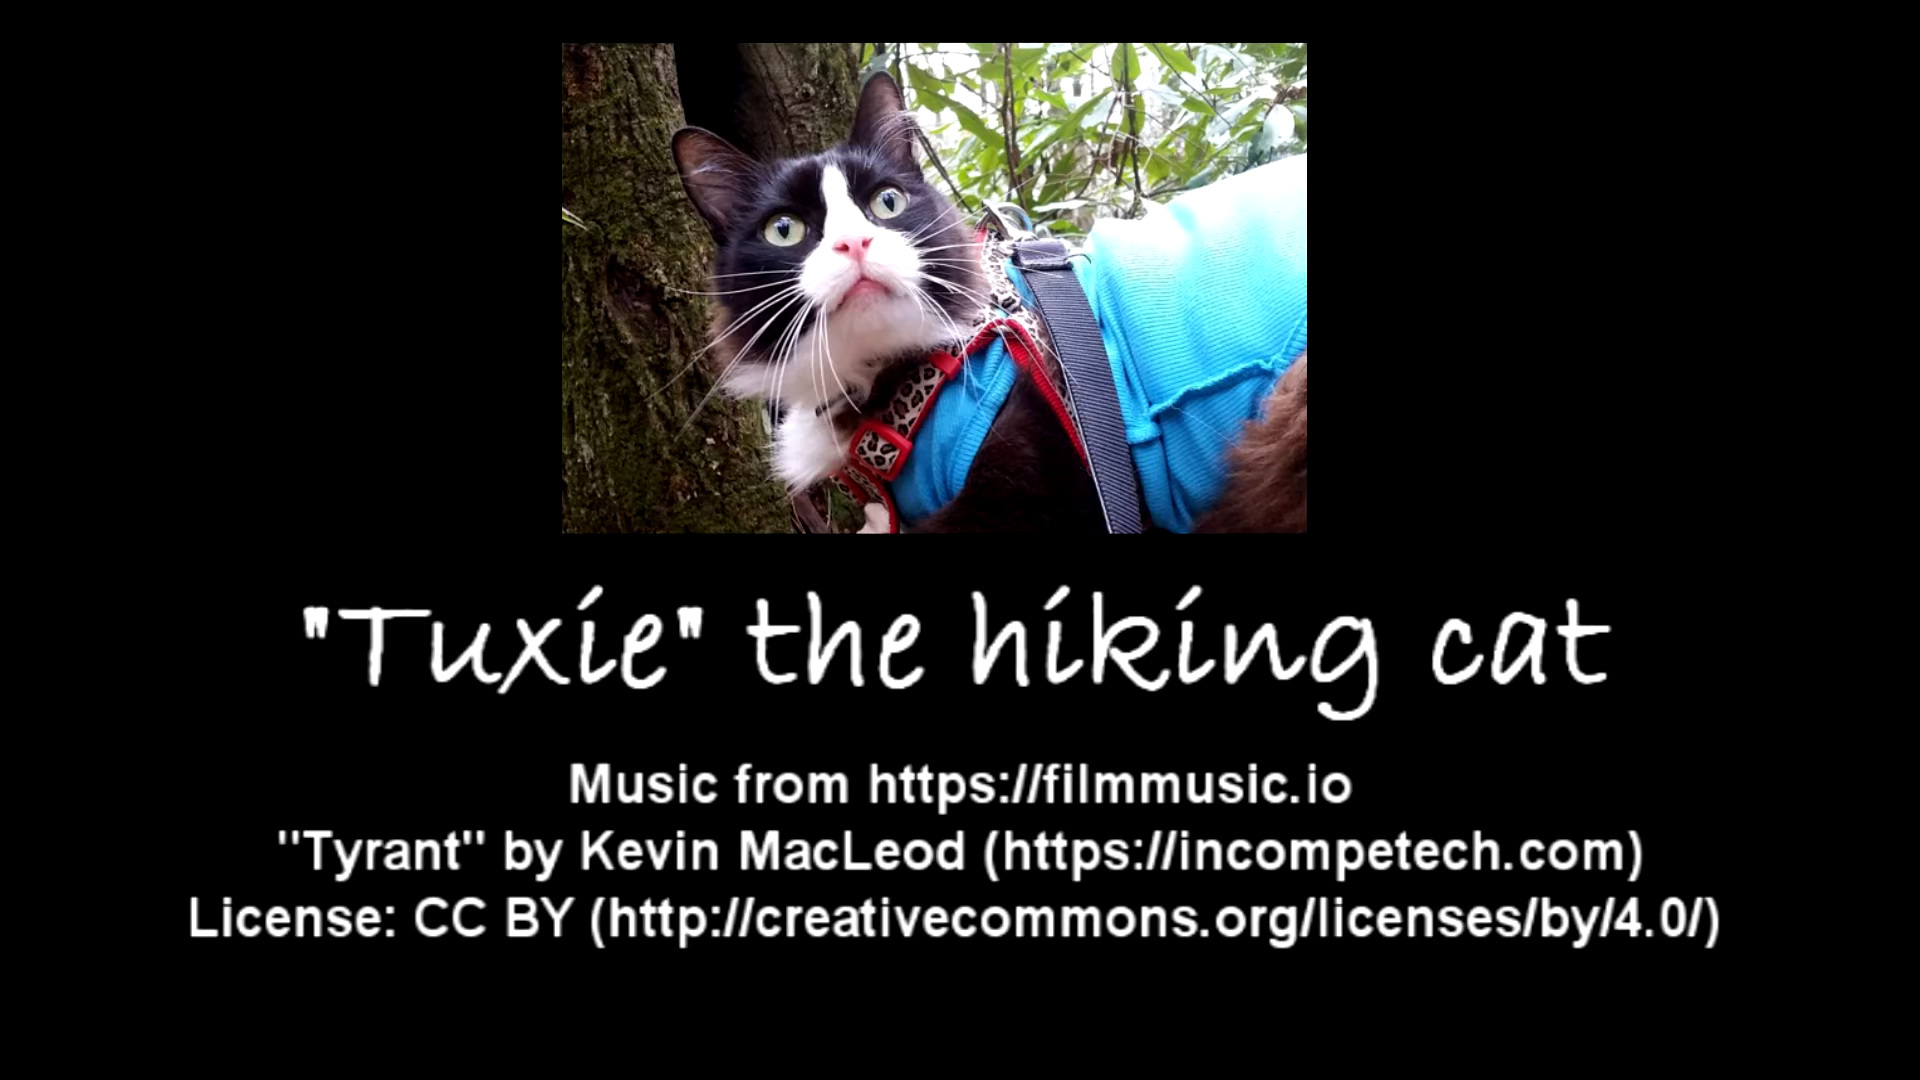 "Tuxie" the hiking cat
Music from https://filmmusic.io
"Tyrant" by Kevin MacLeod (https://incompetech.com)
License: CC BY (http://creativecommons.org/licenses/by/4.0/)